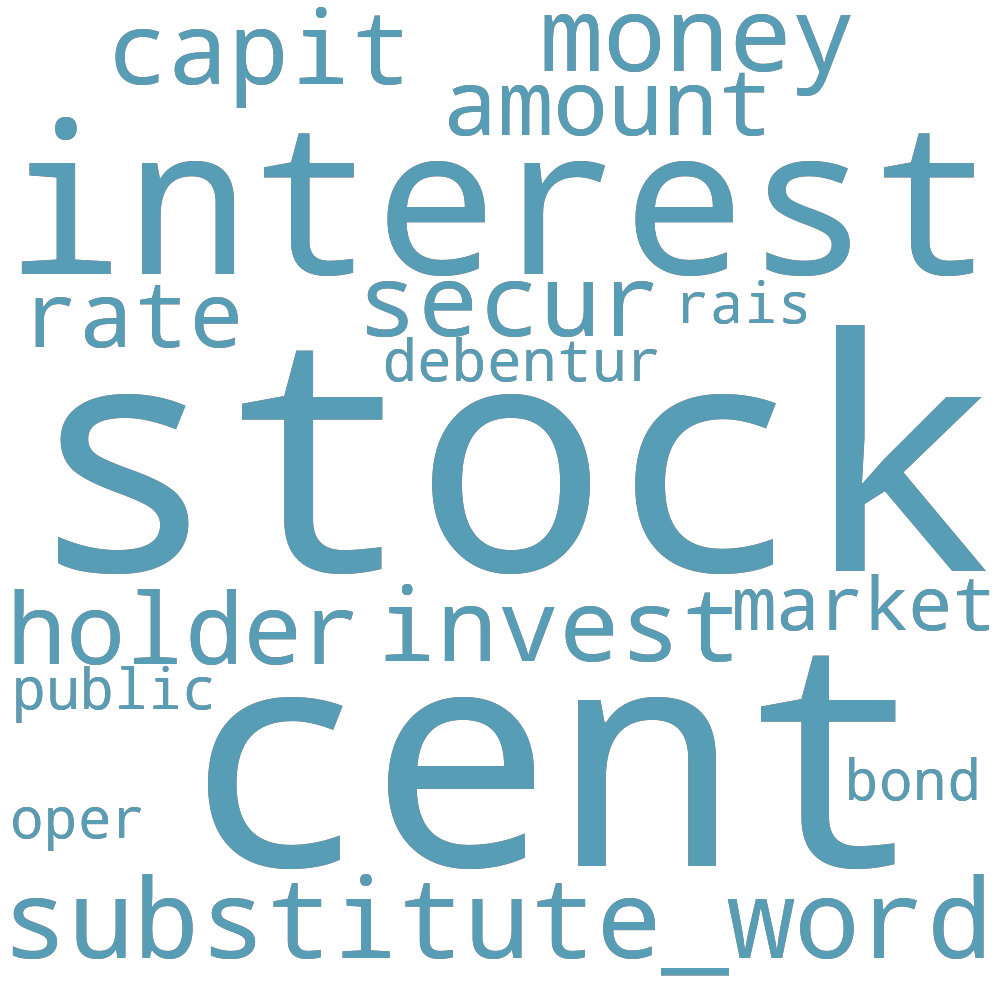 capit money
amount
interest
rate secur rais
debentur
stock
holder invest market
public
cent
bond
oper
substitute_word